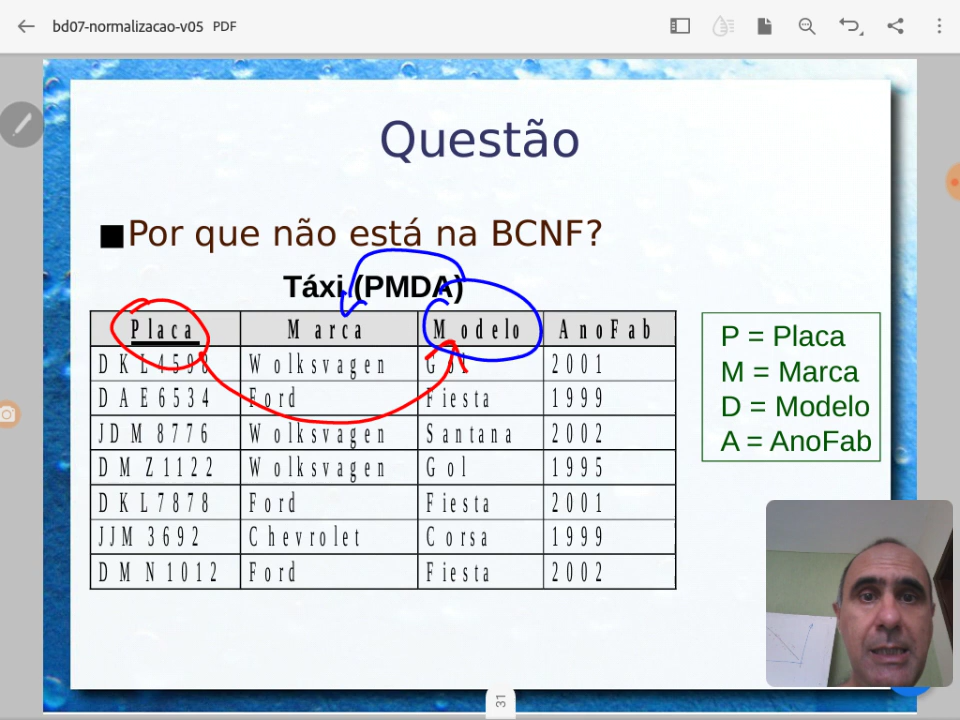 bd07-normalizacao-v05 PDF
Questão
Por que não está na BCNF?
Táxi (PMDA)
Placa Marca Modelo AnoFab
DKL4598 Wolksvagen Gol 2001
DAE6534 Ford Fiesta 1999
JDM8776 Wolksvagen Santana 2002
DMZ1122 Wolksvagen Gol 1995
DKL7878 Ford Fiesta 2001
JJM3692 Chevrolet Corsa 1999
DMN1012 Ford Fiesta 2002
P = Placa
M = Marca
D = Modelo
A = AnoFab
31